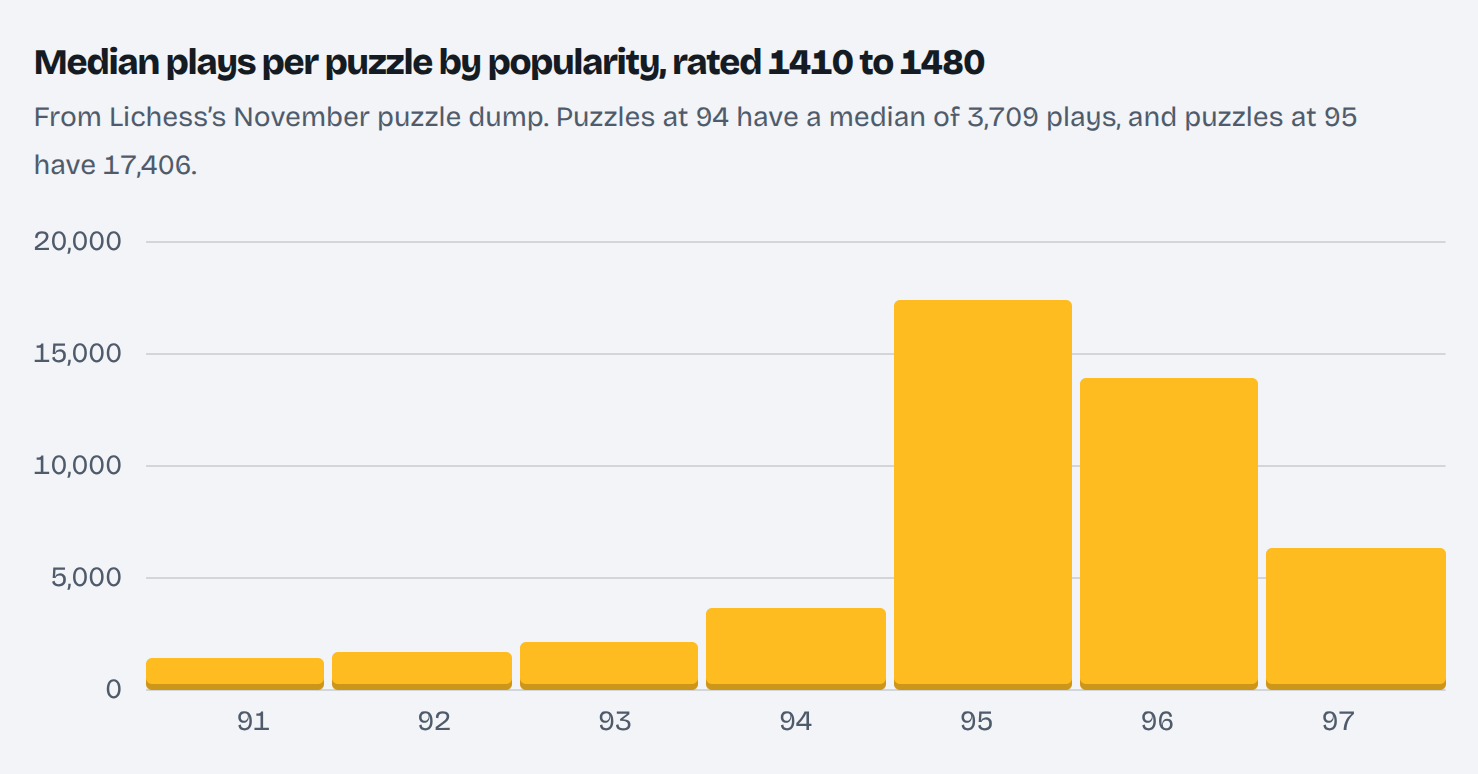 Median plays per puzzle by popularity, rated 1410 to 1480
From Lichess’s November puzzle dump. Puzzles at 94 have a median of 3,709 plays, and puzzles at 95
have 17,406.
20,000
15,000
10,000
5,000
0
91 92 93 94 95 96 97